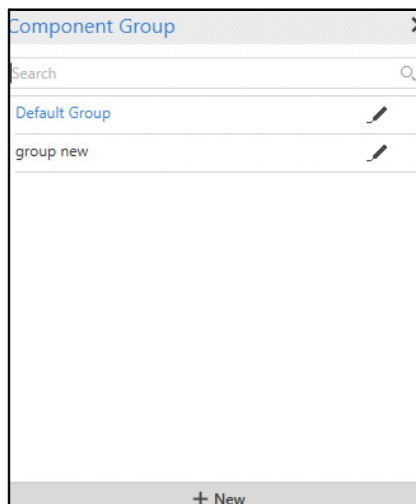 Component Group
Search
Default Group
group new
+ New